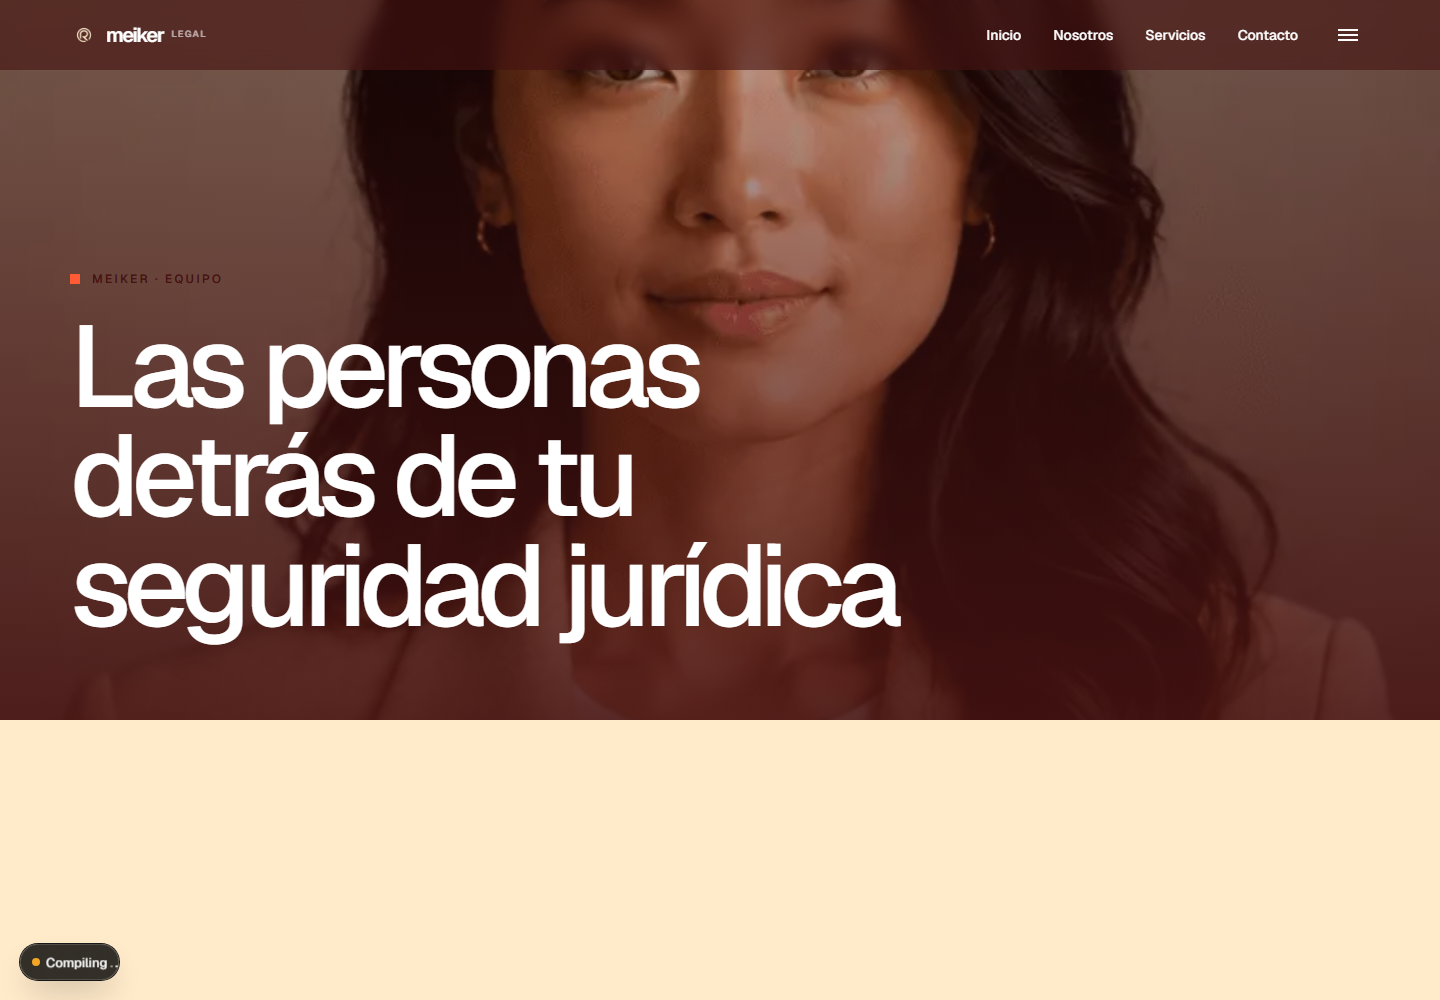 meiker LEGAL
Inicio Nosotros Servicios Contacto
MEIKER · EQUIPO
Las personas
detrás de tu
seguridad jurídica
Compiling ..